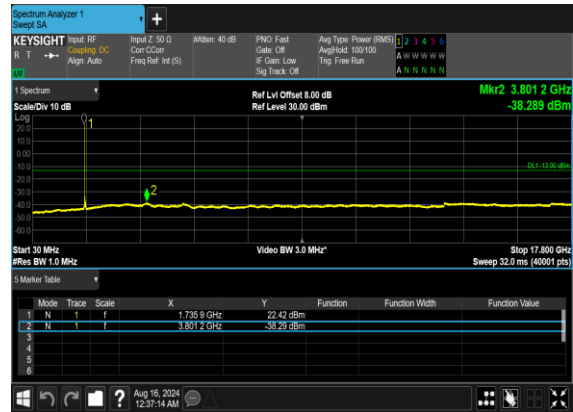 Spectrum Analyzer 1
Swept SA
KEYSIGHT Input: RF Input Z: 50 Ω #Atten: 40 dB PNO: Fast Avg Type: Power (RMS) 1 2 3 4 5 6
R T Coupling: DC Corr CCorr Gate: Off Avg|Hold: 100/100 A W W W W W
Align: Auto Freq Ref: Int (S) IF Gain: Low Trig: Free Run
LW Sig Track: Off A N N N N N
1 Spectrum Ref Lvl Offset 8.00 dB Mkr2 3.801 2 GHz
Scale/Div 10 dB Ref Level 30.00 dBm -38.289 dBm
Log
1
20.0
10.0
0.00
-10.0
DL1 -13.00 dBm
-20.0
-30.0
2
-40.0
-50.0
-60.0
Start 30 MHz Video BW 3.0 MHz* Stop 17.800 GHz
#Res BW 1.0 MHz Sweep 32.0 ms (40001 pts)
5 Marker Table
Mode Trace Scale X Y Function Function Width Function Value
1 N 1 f 1.735 9 GHz 22.42 dBm
2 N 1 f 3.801 2 GHz -38.29 dBm
3
4
5
6
? Aug 16, 2024
12:37:14 AM